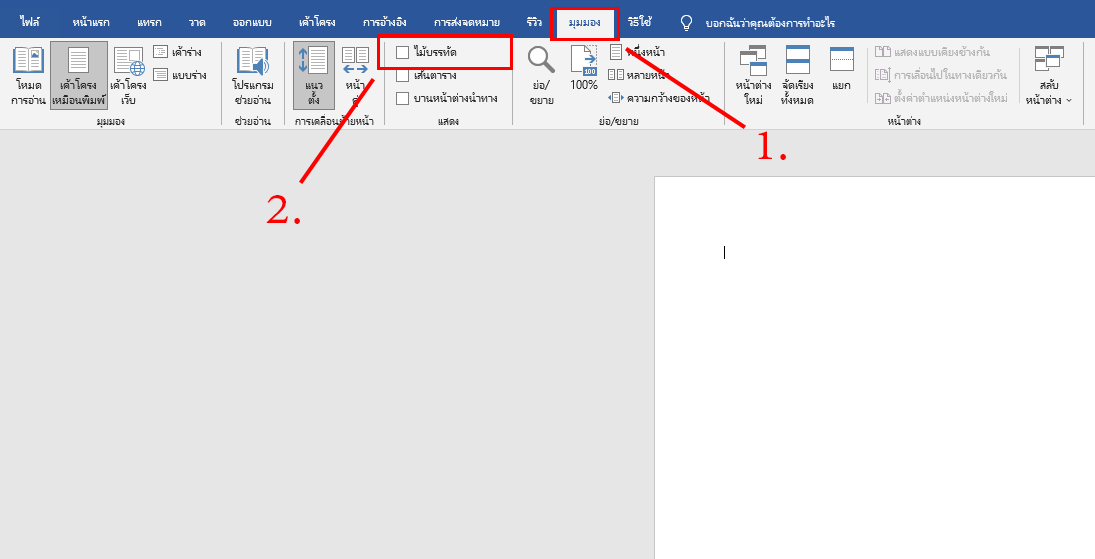 ไฟล์ หน้าแรก แทรก วาด ออกแบบ เค้าโครง การอ้างอิง การส่งจดหมาย รีวิว มุมมอง วิธีใช้ บอกฉันว่าคุณต้องการทำอะไร
โหมด
การอ่าน
เค้าโครง
เหมือนพิมพ์
เค้าโครง
เว็บ
เค้าร่าง
แบบร่าง
มุมมอง
โปรแกรม
ช่วยอ่าน
ช่วยอ่าน
แนว
ตั้ง
หน้า
การเคลื่อนย้ายหน้า
ไม้บรรทัด
เส้นตาราง
บานหน้าต่างนำทาง
แสดง
ย่อ/
ขยาย
100
100%
หนึ่งหน้า
หลายหน้า
ความกว้างของหน้า
ย่อ/ขยาย
หน้าต่าง
ใหม่
จัดเรียง
ทั้งหมด
แยก
แสดงแบบเคียงข้างกัน
การเลื่อนไปในทางเดียวกัน
ตั้งค่าตำแหน่งหน้าต่างใหม่
สลับ
หน้าต่าง
หน้าต่าง
1.
2.